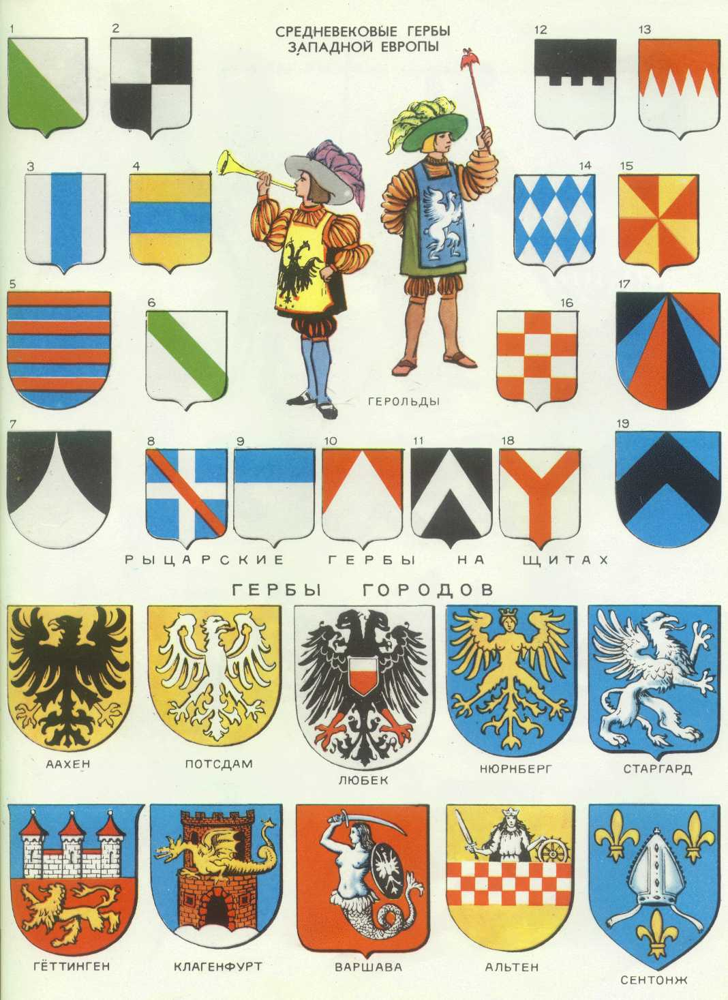 СРЕДНЕВЕКОВЫЕ ГЕРБЫ
ЗАПАДНОЙ ЕВРОПЫ
1 2 12 13
3 4 14 15
5 6 16 17
ГЕРОЛЬДЫ
7 8 9 10 11 18 19
РЫЦАРСКИЕ ГЕРБЫ НА ЩИТАХ
ГЕРБЫ ГОРОДОВ
ААХЕН ПОТСДАМ ЛЮБЕК НЮРНБЕРГ СТАРГАРД
ГЁТТИНГЕН КЛАГЕНФУРТ ВАРШАВА АЛЬТЕН СЕНТОНЖ